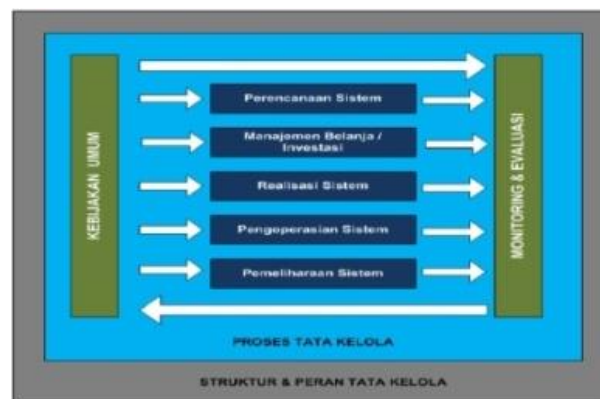 KEBIJAKAN UMUM
Perencanaan Sistem
Manajemen Belanja /
Investasi
Realisasi Sistem
Pengoperasian Sistem
Pemeliharaan Sistem
MONITORING & EVALUASI
PROSES TATA KELOLA
STRUKTUR & PERAN TATA KELOLA